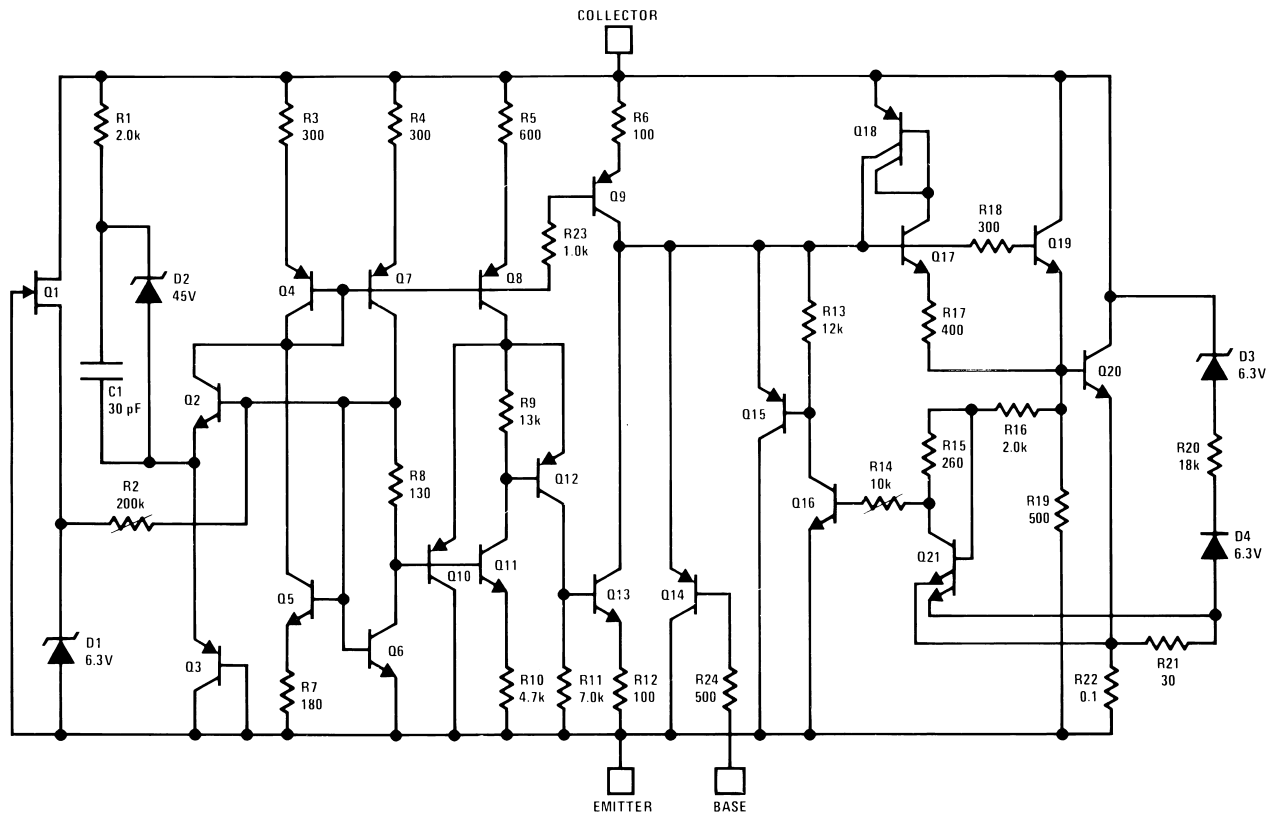 COLLECTOR
R1
2.0k
R3
300
R4
300
R5
600
R6
100
Q18
Q9
R23
1.0k
R18
300
Q19
Q17
Q1
D2
45V
Q4
Q7
Q8
R13
12k
R17
400
C1
30 pF
Q2
R9
13k
Q15
Q20
D3
6.3V
R2
200k
R8
130
Q12
R14
10k
R15
260
R16
2.0k
R20
18k
Q16
R19
500
D4
6.3V
Q21
Q10
Q11
Q5
Q13
Q14
D1
6.3V
Q3
Q6
R7
180
R10
4.7k
R11
7.0k
R12
100
R24
500
R21
30
R22
0.1
EMITTER
BASE